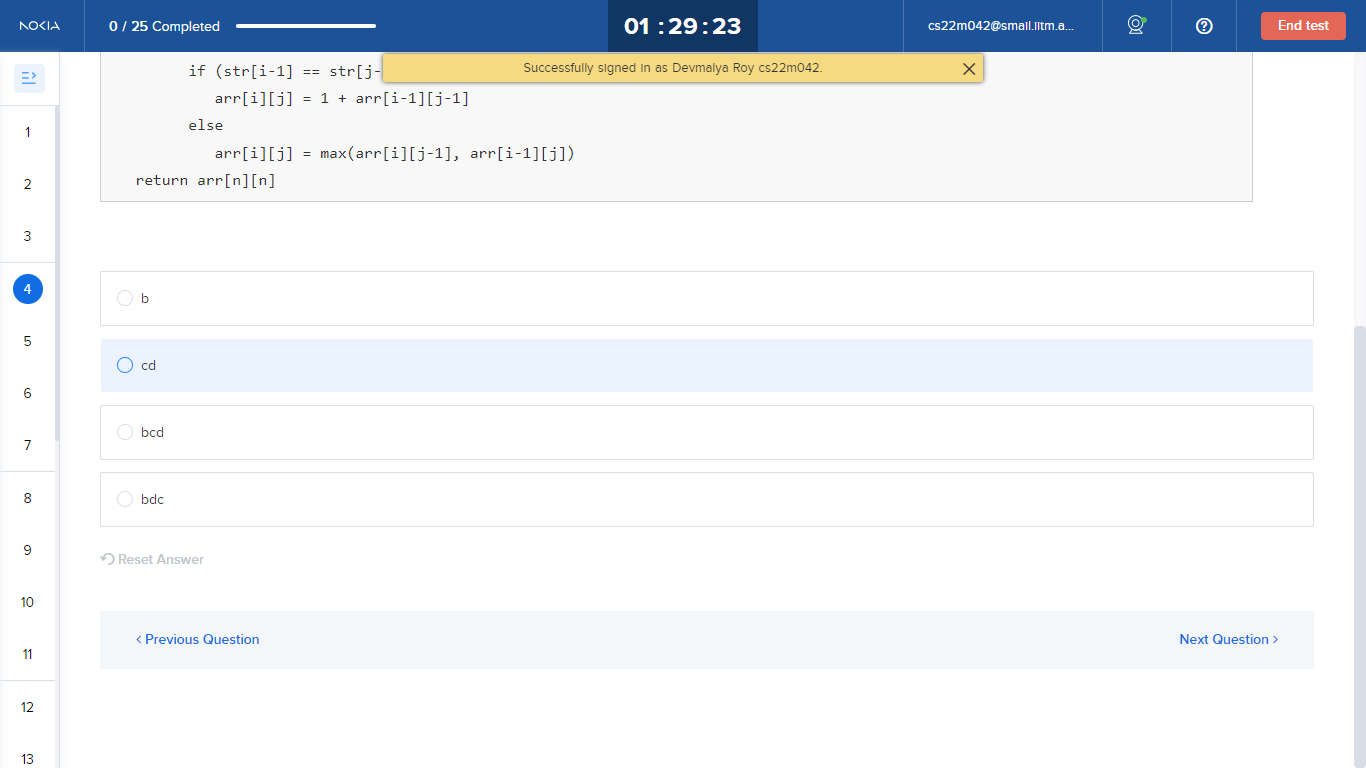 NOKIA
0 / 25 Completed
01 : 29 : 23
cs22m042@smail.iitm.a...
End test
Successfully signed in as Devmalya Roy cs22m042.
if (str[i-1] == str[j-
arr[i][j] = 1 + arr[i-1][j-1]
else
arr[i][j] = max(arr[i][j-1], arr[i-1][j])
return arr[n][n]
1
2
3
4
5
6
7
8
9
10
11
12
13
b
cd
bcd
bdc
Reset Answer
< Previous Question
Next Question >